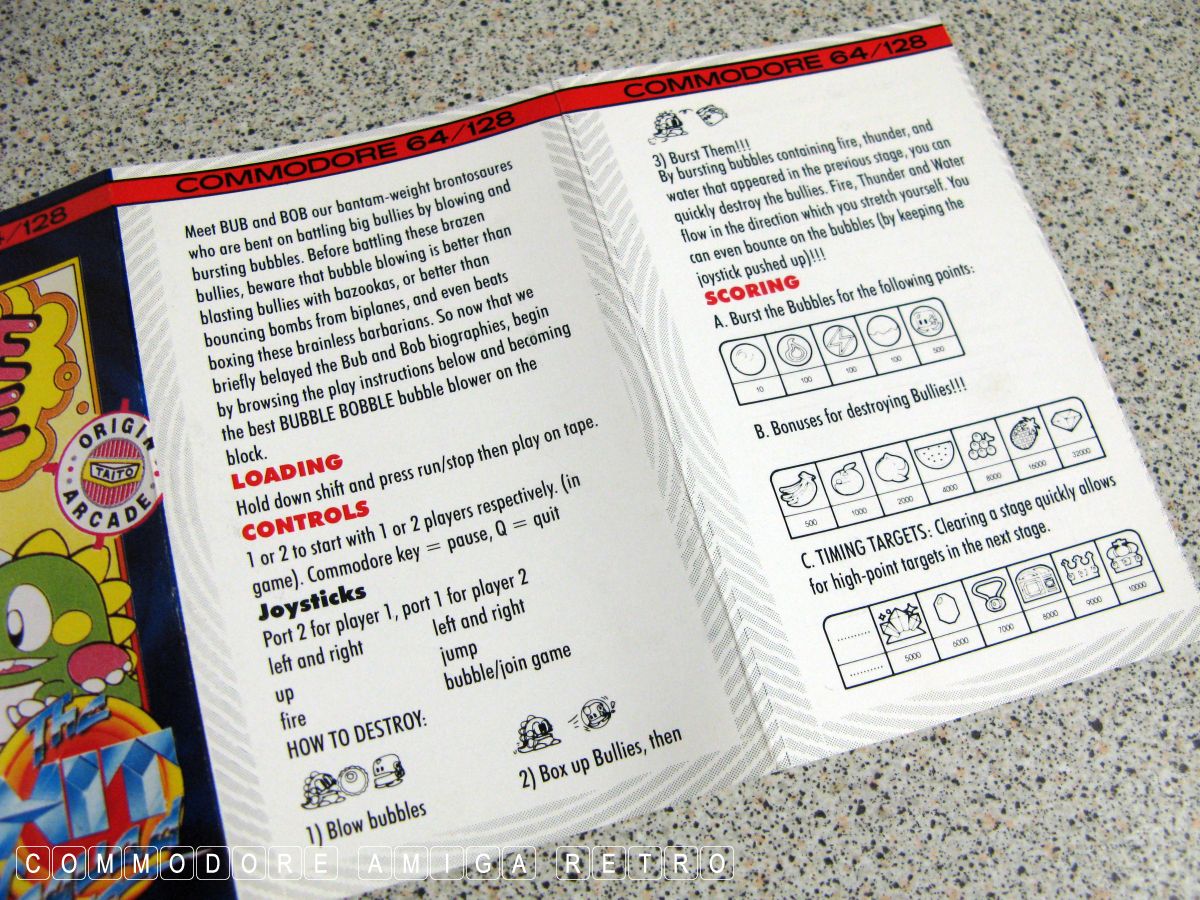 4/128
ORIGIN
TAITO
ARCADE
The
HIT
COMMODORE 64/128
Meet BUB and BOB our bantam-weight brontosaures
who are bent on battling big bullies by blowing and
bursting bubbles. Before battling these brazen
bullies, beware that bubble blowing is better than
blasting bullies with bazookas, or better than
bouncing bombs from biplanes, and even beats
boxing these brainless barbarians. So now that we
briefly belayed the Bub and Bob biographies, begin
by browsing the play instructions below and becoming
the best BUBBLE BOBBLE bubble blower on the
block.
LOADING
Hold down shift and press run/stop then play on tape.
CONTROLS
1 or 2 to start with 1 or 2 players respectively. (in
game). Commodore key = pause, Q = quit
Joysticks
Port 2 for player 1, port 1 for player 2
left and right left and right
up jump
fire bubble/join game
HOW TO DESTROY:
1) Blow bubbles
2) Box up Bullies, then
COMMODORE 64/128
3) Burst Them!!!
By bursting bubbles containing fire, thunder, and
water that appeared in the previous stage, you can
quickly destroy the bullies. Fire, Thunder and Water
flow in the direction which you stretch yourself. You
can even bounce on the bubbles (by keeping the
joystick pushed up)!!!
SCORING
A. Burst the Bubbles for the following points:
10 100 100 100 500
B. Bonuses for destroying Bullies!!!
500 1000 2000 4000 8000 16000 32000
C. TIMING TARGETS: Clearing a stage quickly allows
for high-point targets in the next stage.
.......... 
.......... 5000 6000 7000 8000 9000 10000
COMMODORE AMIGA RETRO